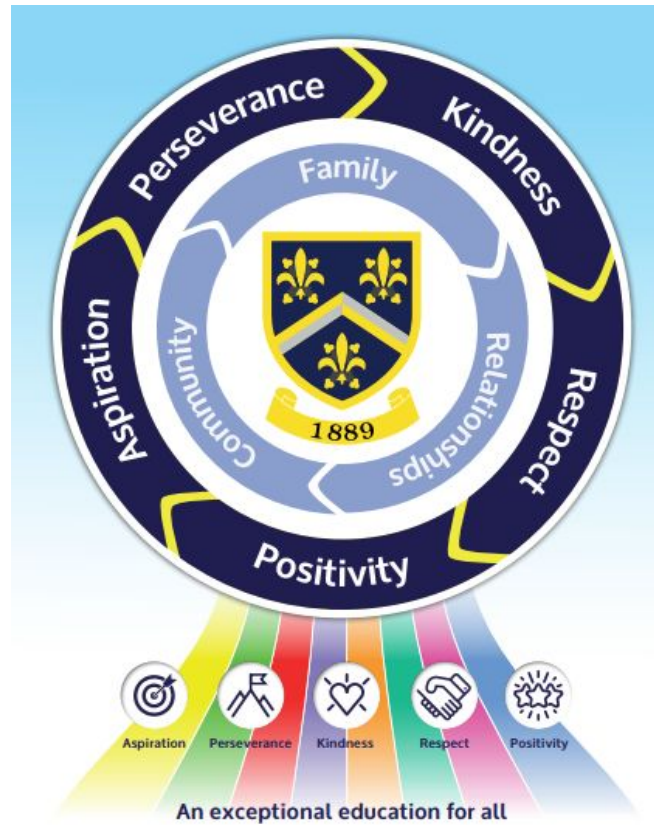 Perseverance
Kindness
Respect
Positivity
Aspiration
Family
Relationships
Community
1889
Aspiration
Perseverance
Kindness
Respect
Positivity
An exceptional education for all